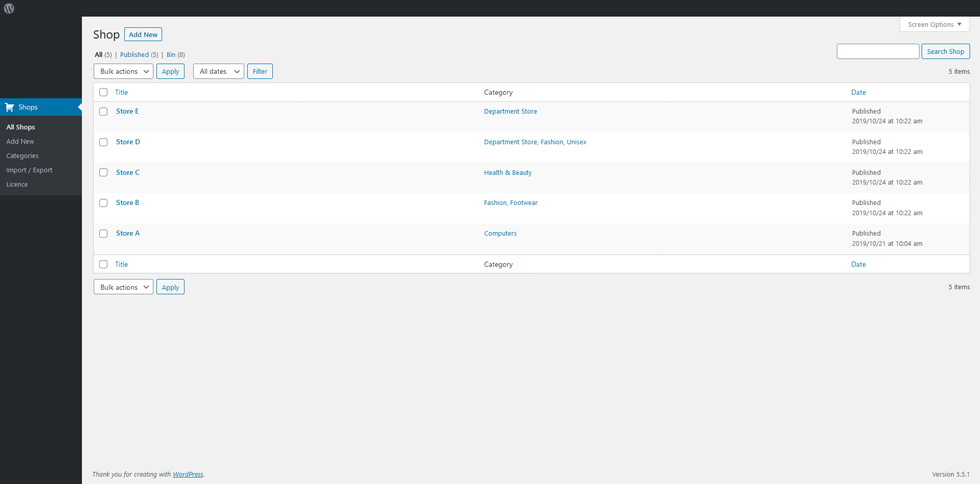 Screen Options
Shop Add New
All (5) | Published (5) | Bin (8)
Search Shop
Bulk actions Apply All dates Filter 5 items
Title Category Date
Store E Department Store Published
2019/10/24 at 10:22 am
Store D Department Store, Fashion, Unisex Published
2019/10/24 at 10:22 am
Store C Health & Beauty Published
2019/10/24 at 10:22 am
Store B Fashion, Footwear Published
2019/10/24 at 10:22 am
Store A Computers Published
2019/10/21 at 10:04 am
Title Category Date
Bulk actions Apply 5 items
Shops
All Shops
Add New
Categories
Import / Export
Licence
Thank you for creating with WordPress. Version 5.5.1